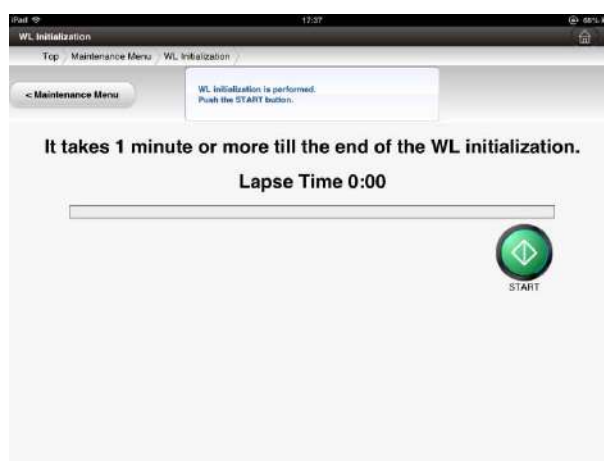 iPad 17:37
WL Initialization
Top / Maintenance Menu / WL Initialization /
< Maintenance Menu
WL initialization is performed.
Push the START button.
It takes 1 minute or more till the end of the WL initialization.
Lapse Time 0:00
START